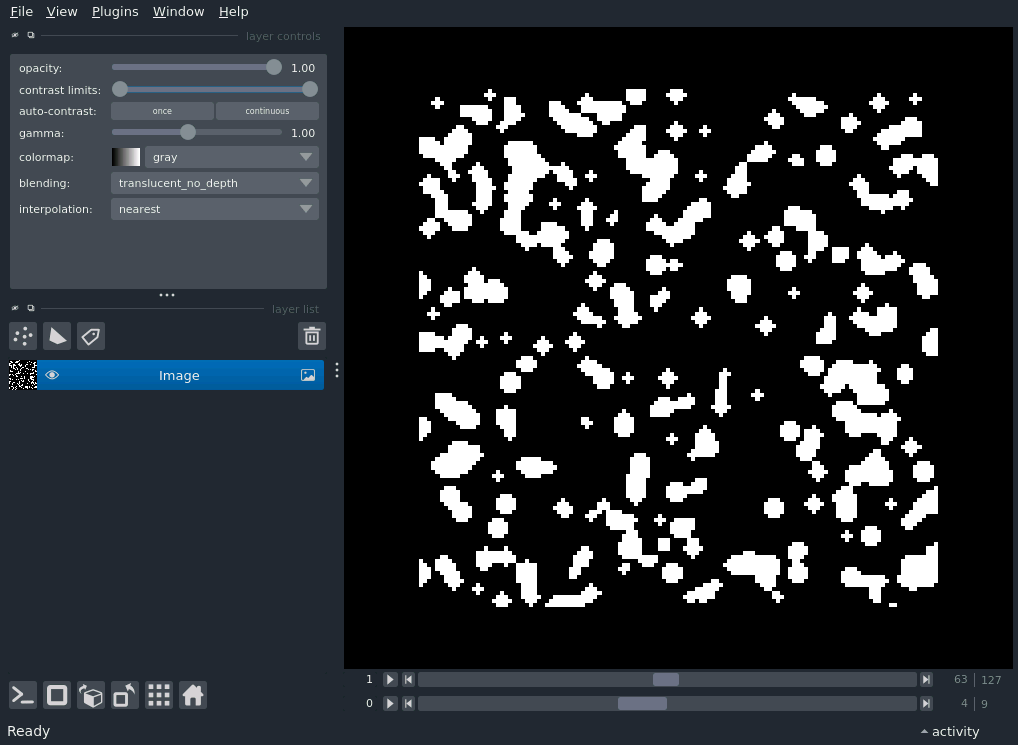 File View Plugins Window Help
layer controls
opacity: 1.00
contrast limits:
auto-contrast: once continuous
gamma: 1.00
colormap: gray
blending: translucent_no_depth
interpolation: nearest
layer list
Image
1 63 127
0 4 9
Ready activity